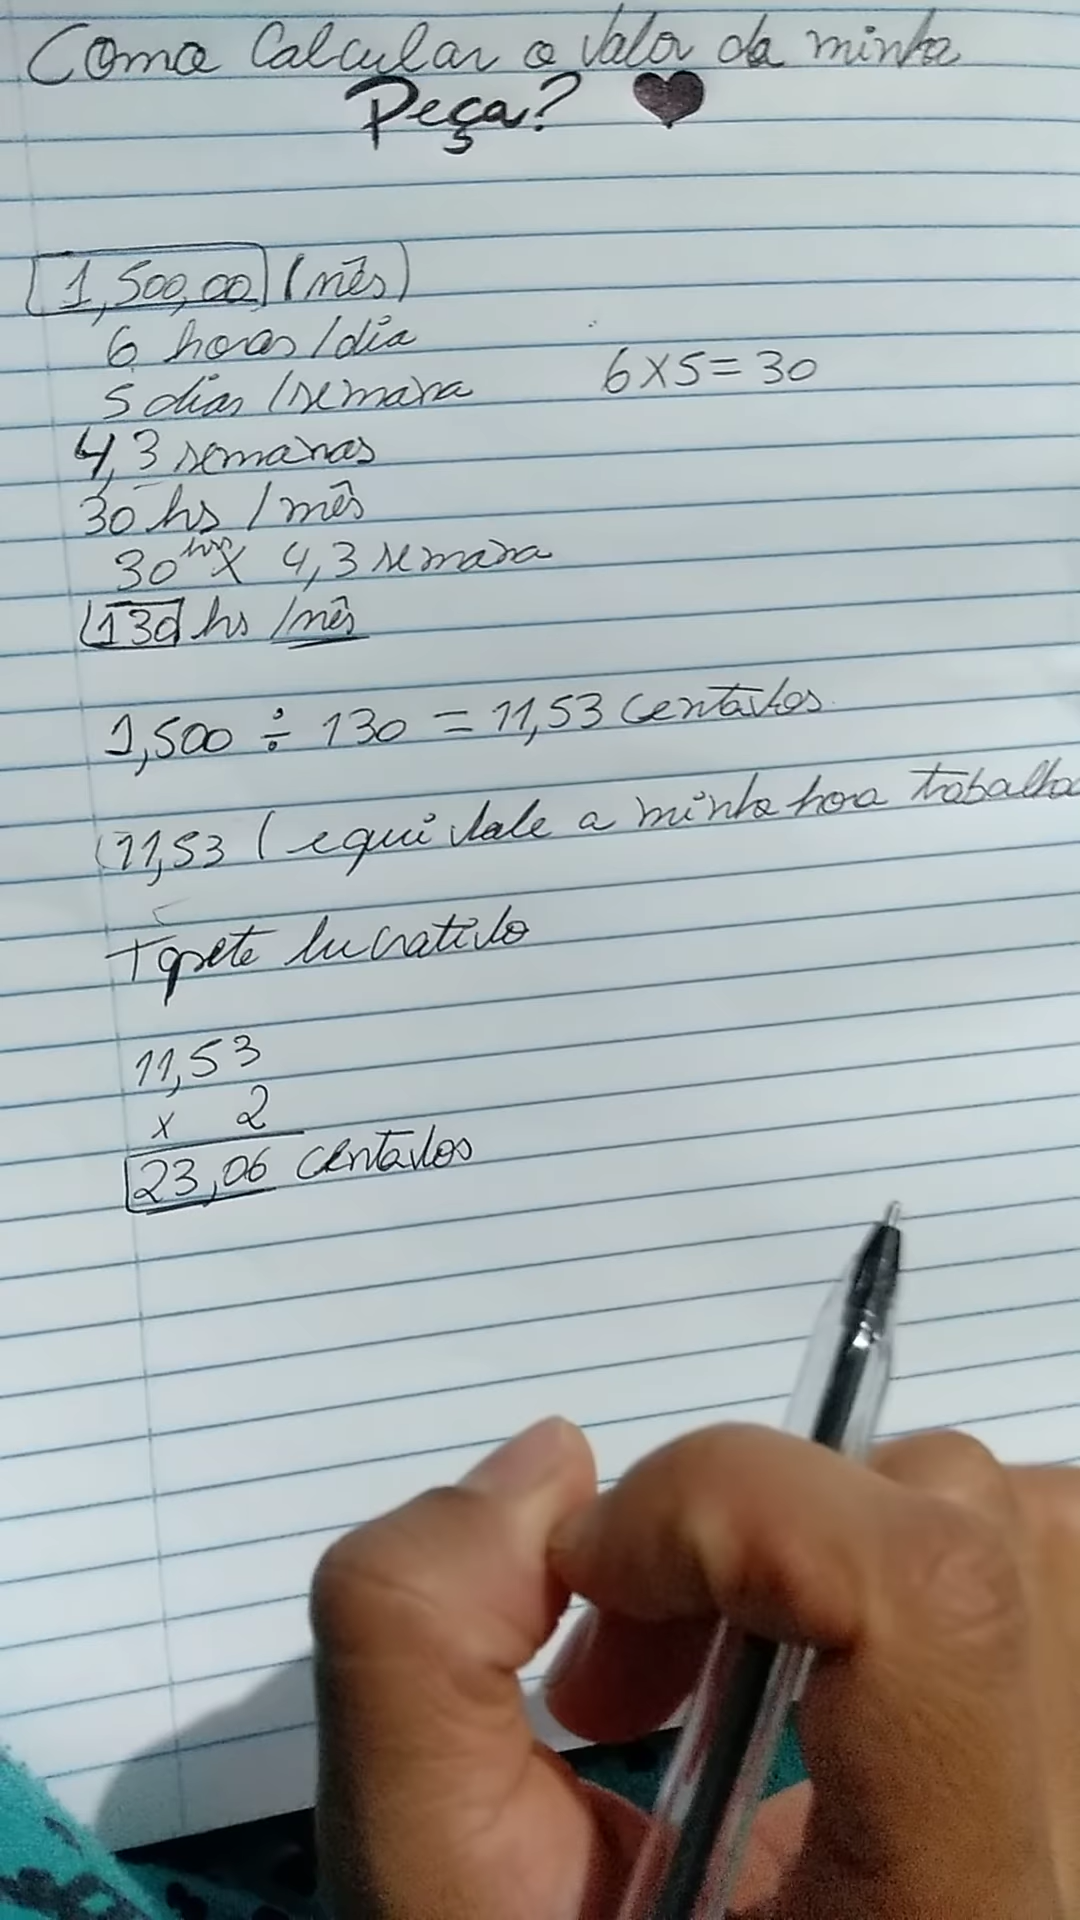 Como Calcular o valor da minha
Peça?
1,500,00 (mês)
6 horas/dia
5 dias/semana 6x5=30
4,3 semanas
30 hs/mês
30 hrs x 4,3 semana
130 hs/mês
1,500 ÷ 130 = 11,53 centavos
11,53 (equivale a minha hora trabalha
Tapete lucrativo
11,53
x 2
23,06 centavos